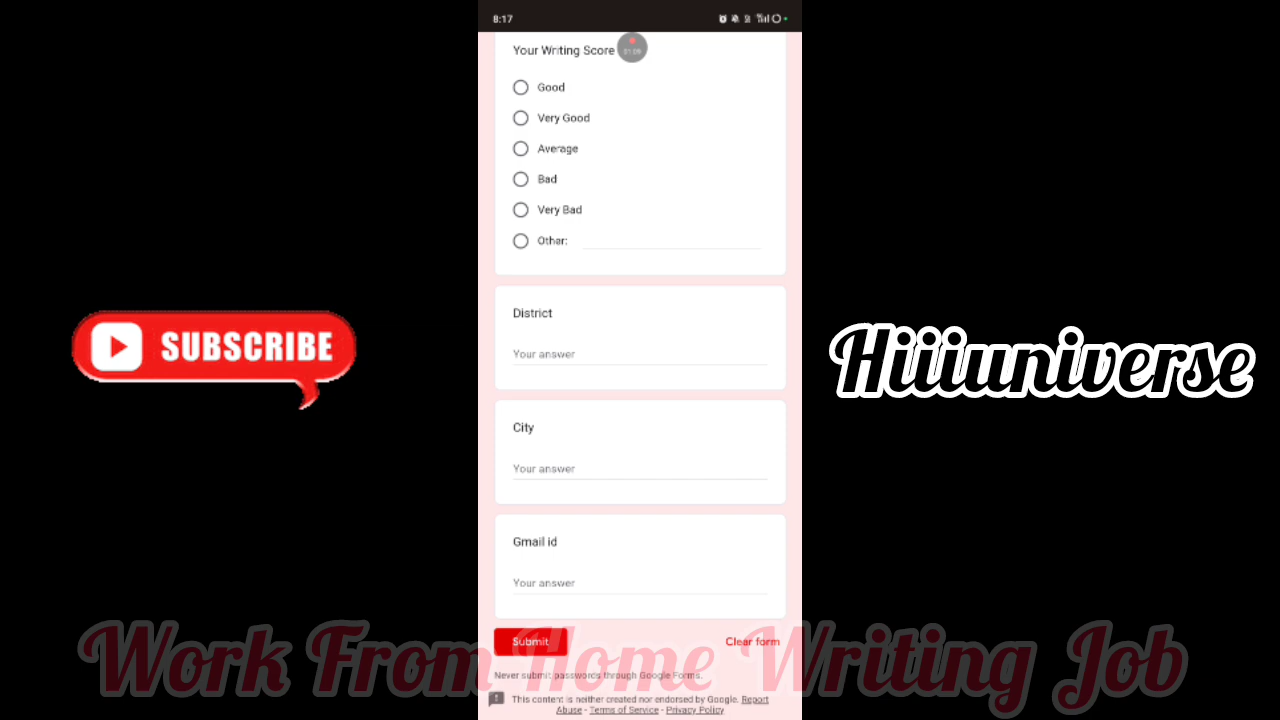 8:17
Your Writing Score
01:09
Good
Very Good
Average
Bad
Very Bad
Other:
District
Your answer
City
Your answer
Gmail id
Your answer
Submit
Clear form
Never submit passwords through Google Forms.
This content is neither created nor endorsed by Google. Report
Abuse - Terms of Service - Privacy Policy
SUBSCRIBE
Hiiiuniverse
Work From Home Writing Job